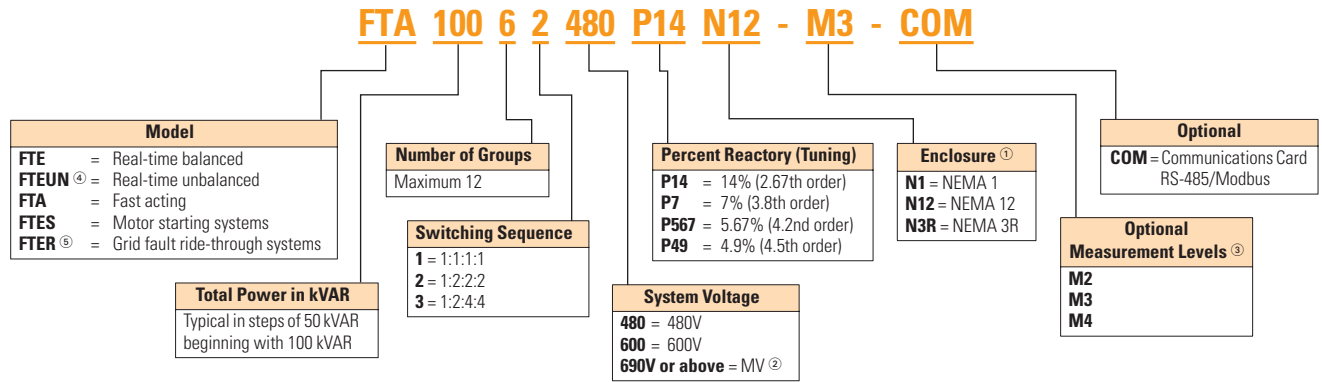 FTA 100 6 2 480 P14 N12 - M3 - COM
Model
FTE = Real-time balanced
FTEUN ④ = Real-time unbalanced
FTA = Fast acting
FTES = Motor starting systems
FTER ⑤ = Grid fault ride-through systems
Total Power in kVAR
Typical in steps of 50 kVAR
beginning with 100 kVAR
Number of Groups
Maximum 12
Switching Sequence
1 = 1:1:1:1
2 = 1:2:2:2
3 = 1:2:4:4
System Voltage
480 = 480V
600 = 600V
690V or above = MV ②
Percent Reactory (Tuning)
P14 = 14% (2.67th order)
P7 = 7% (3.8th order)
P567 = 5.67% (4.2nd order)
P49 = 4.9% (4.5th order)
Enclosure ①
N1 = NEMA 1
N12 = NEMA 12
N3R = NEMA 3R
Optional
Measurement Levels ③
M2
M3
M4
Optional
COM = Communications Card
RS-485/Modbus